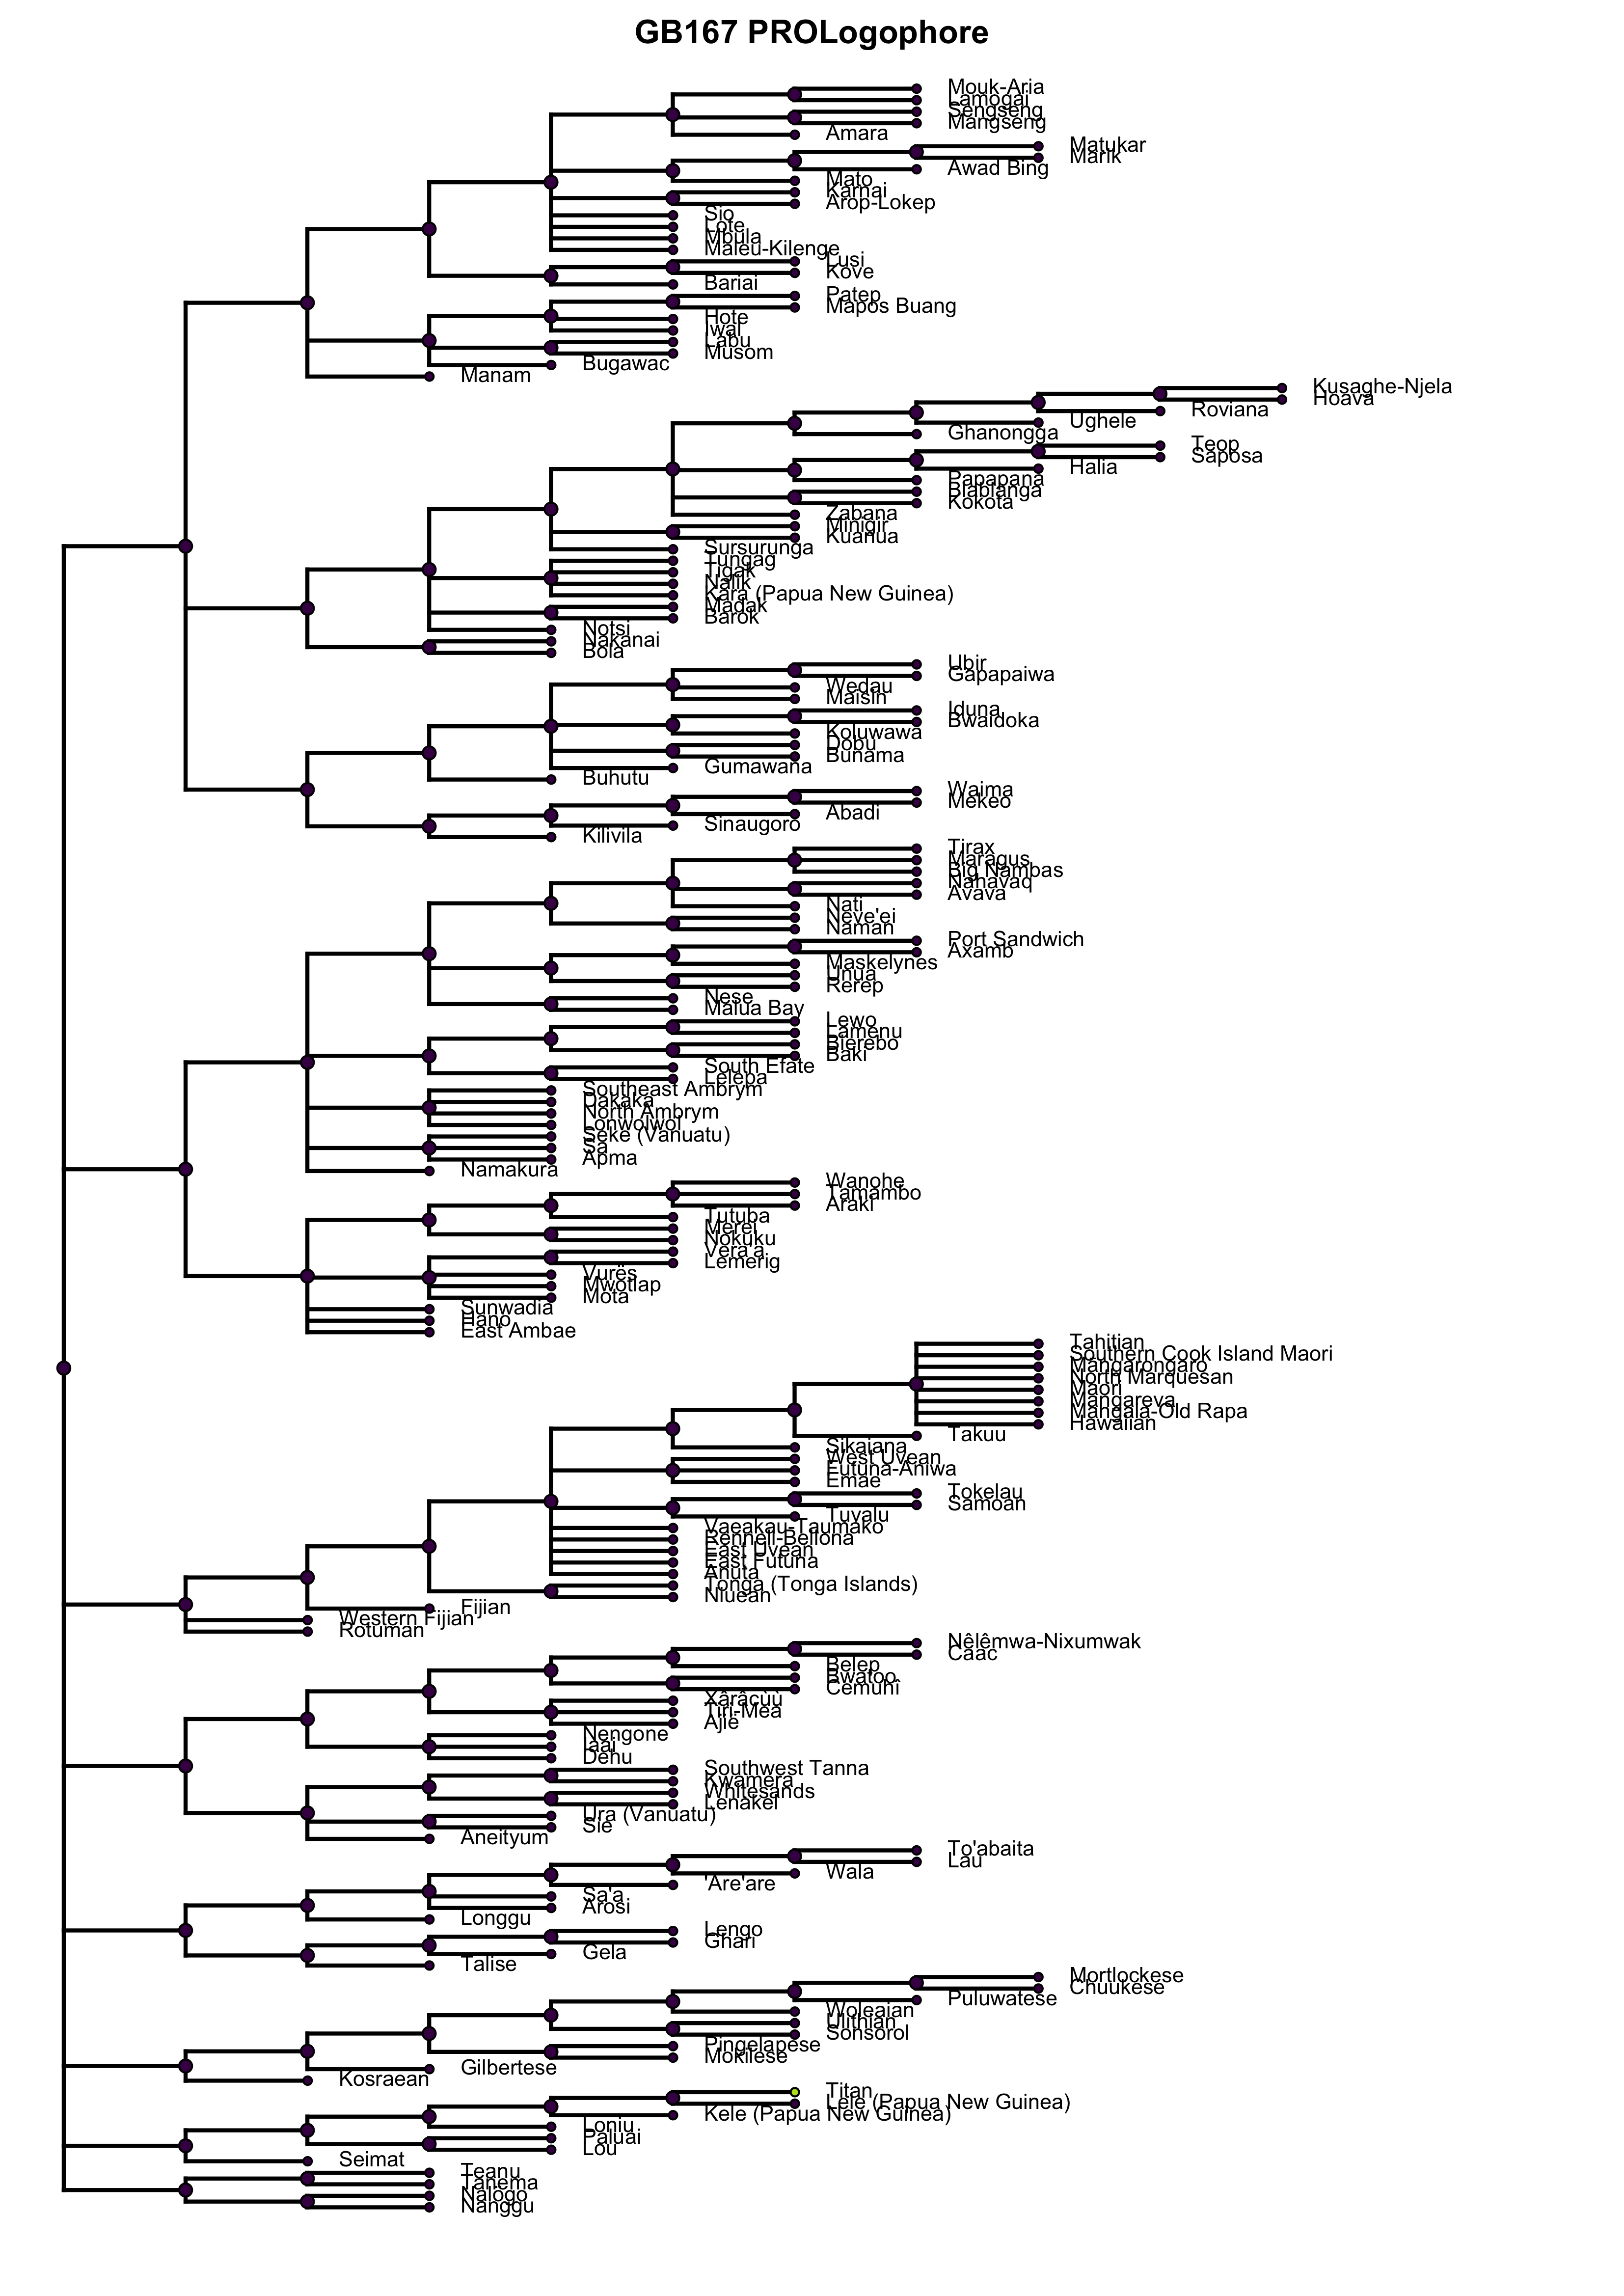 GB167 PROLogophore
Mouk-Aria
Lamogai
Sengseng
Mangseng
Amara
Matukar
Marik
Awad Bing
Mato
Karnai
Arop-Lokep
Sio
Lote
Mbula
Maleu-Kilenge
Lusi
Kove
Bariai
Patep
Mapos Buang
Hote
Iwal
Labu
Musom
Bugawac
Manam
Kusaghe-Njela
Hoava
Roviana
Ughele
Ghanongga
Teop
Saposa
Halia
Papapana
Blablanga
Kokota
Zabana
Minigir
Kuanua
Sursurunga
Tungag
Tigak
Nalik
Kara (Papua New Guinea)
Madak
Barok
Notsi
Nakanai
Bola
Ubir
Gapapaiwa
Wedau
Maisin
Iduna
Bwaidoka
Koluwawa
Dobu
Bunama
Gumawana
Buhutu
Waima
Mekeo
Abadi
Sinaugoro
Kilivila
Tirax
Maragus
Big Nambas
Nahavaq
Avava
Nati
Neve'ei
Naman
Port Sandwich
Axamb
Maskelynes
Unua
Rerep
Nese
Malua Bay
Lewo
Lamenu
Bierebo
Baki
South Efate
Lelepa
Southeast Ambrym
Dakaka
North Ambrym
Lonwolwol
Seke (Vanuatu)
Sa
Apma
Namakura
Wanohe
Tamambo
Araki
Tutuba
Merei
Nokuku
Vera'a
Lemerig
Vurës
Mwotlap
Mota
Sunwadia
Hano
East Ambae
Tahitian
Southern Cook Island Maori
Mangarongaro
North Marquesan
Maori
Mangareva
Mangaia-Old Rapa
Hawaiian
Takuu
Sikaiana
West Uvean
Futuna-Aniwa
Emae
Tokelau
Samoan
Tuvalu
Vaeakau-Taumako
Rennell-Bellona
East Uvean
East Futuna
Anuta
Tonga (Tonga Islands)
Niuean
Fijian
Western Fijian
Rotuman
Nêlêmwa-Nixumwak
Caac
Belep
Bwatoo
Cemuhî
Xârâcùù
Tiri-Mea
Ajië
Nengone
Iaai
Dehu
Southwest Tanna
Kwamera
Whitesands
Lenakel
Ura (Vanuatu)
Sie
Aneityum
To'abaita
Lau
Wala
'Are'are
Sa'a
Arosi
Longgu
Lengo
Ghari
Gela
Talise
Mortlockese
Chuukese
Puluwatese
Woleaian
Ulithian
Sonsorol
Pingelapese
Mokilese
Gilbertese
Kosraean
Titan
Lele (Papua New Guinea)
Kele (Papua New Guinea)
Loniu
Paluai
Lou
Seimat
Teanu
Tanema
Nalögo
Nanggu